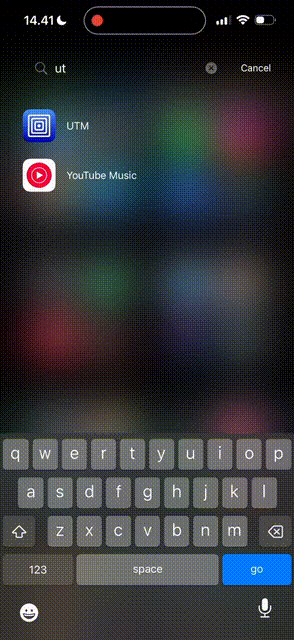 14.41
ut
Cancel
UTM
YouTube Music
q w e r t y u i o p
a s d f g h j k l
z x c v b n m
123 space go